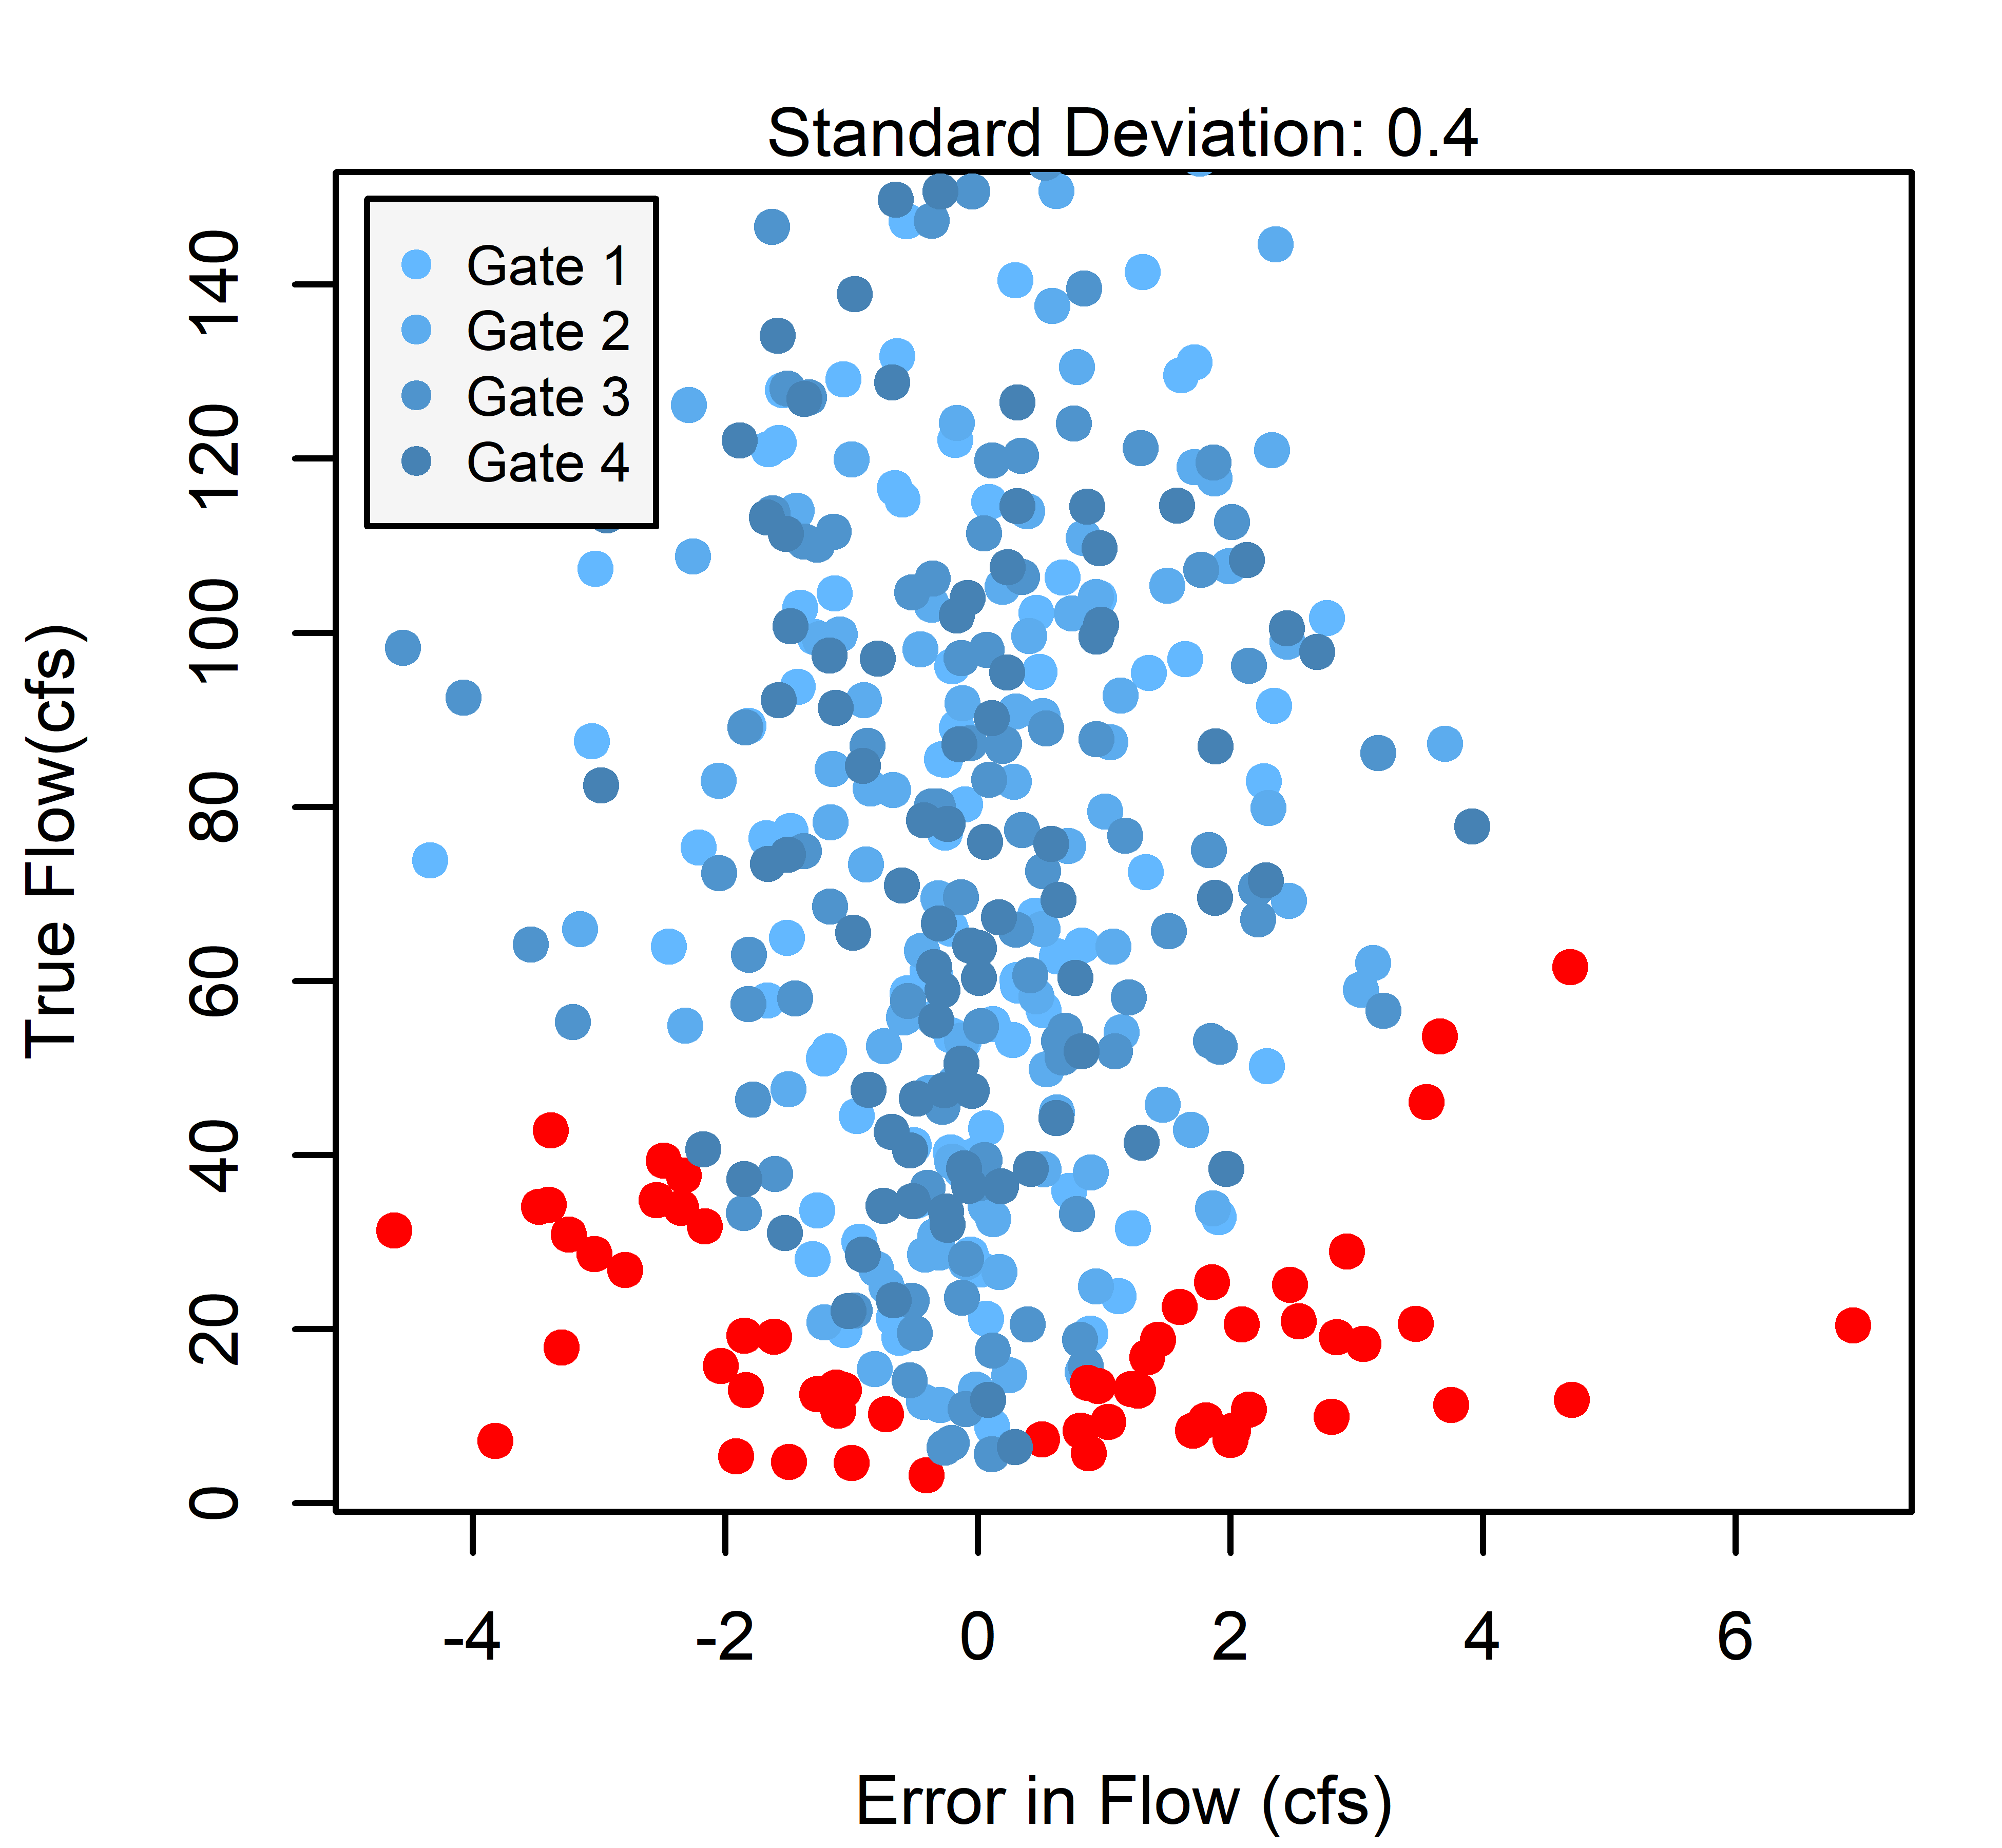 Standard Deviation: 0.4
Gate 1
Gate 2
Gate 3
Gate 4
True Flow(cfs)
140
120
100
80
60
40
20
0
-4 -2 0 2 4 6
Error in Flow (cfs)